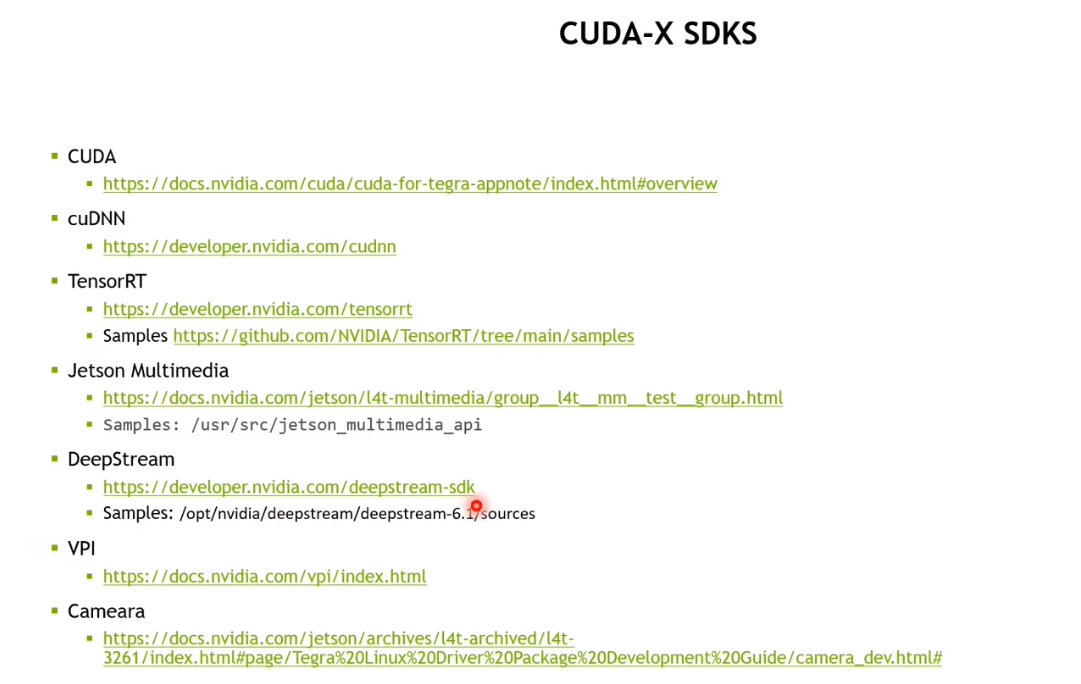 CUDA-X SDKS
CUDA
https://docs.nvidia.com/cuda/cuda-for-tegra-appnote/index.html#overview
cuDNN
https://developer.nvidia.com/cudnn
TensorRT
https://developer.nvidia.com/tensorrt
Samples https://github.com/NVIDIA/TensorRT/tree/main/samples
Jetson Multimedia
https://docs.nvidia.com/jetson/l4t-multimedia/group__l4t__mm__test__group.html
Samples: /usr/src/jetson_multimedia_api
DeepStream
https://developer.nvidia.com/deepstream-sdk
Samples: /opt/nvidia/deepstream/deepstream-6.1/sources
VPI
https://docs.nvidia.com/vpi/index.html
Cameara
https://docs.nvidia.com/jetson/archives/l4t-archived/l4t-
3261/index.html#page/Tegra%20Linux%20Driver%20Package%20Development%20Guide/camera_dev.html#